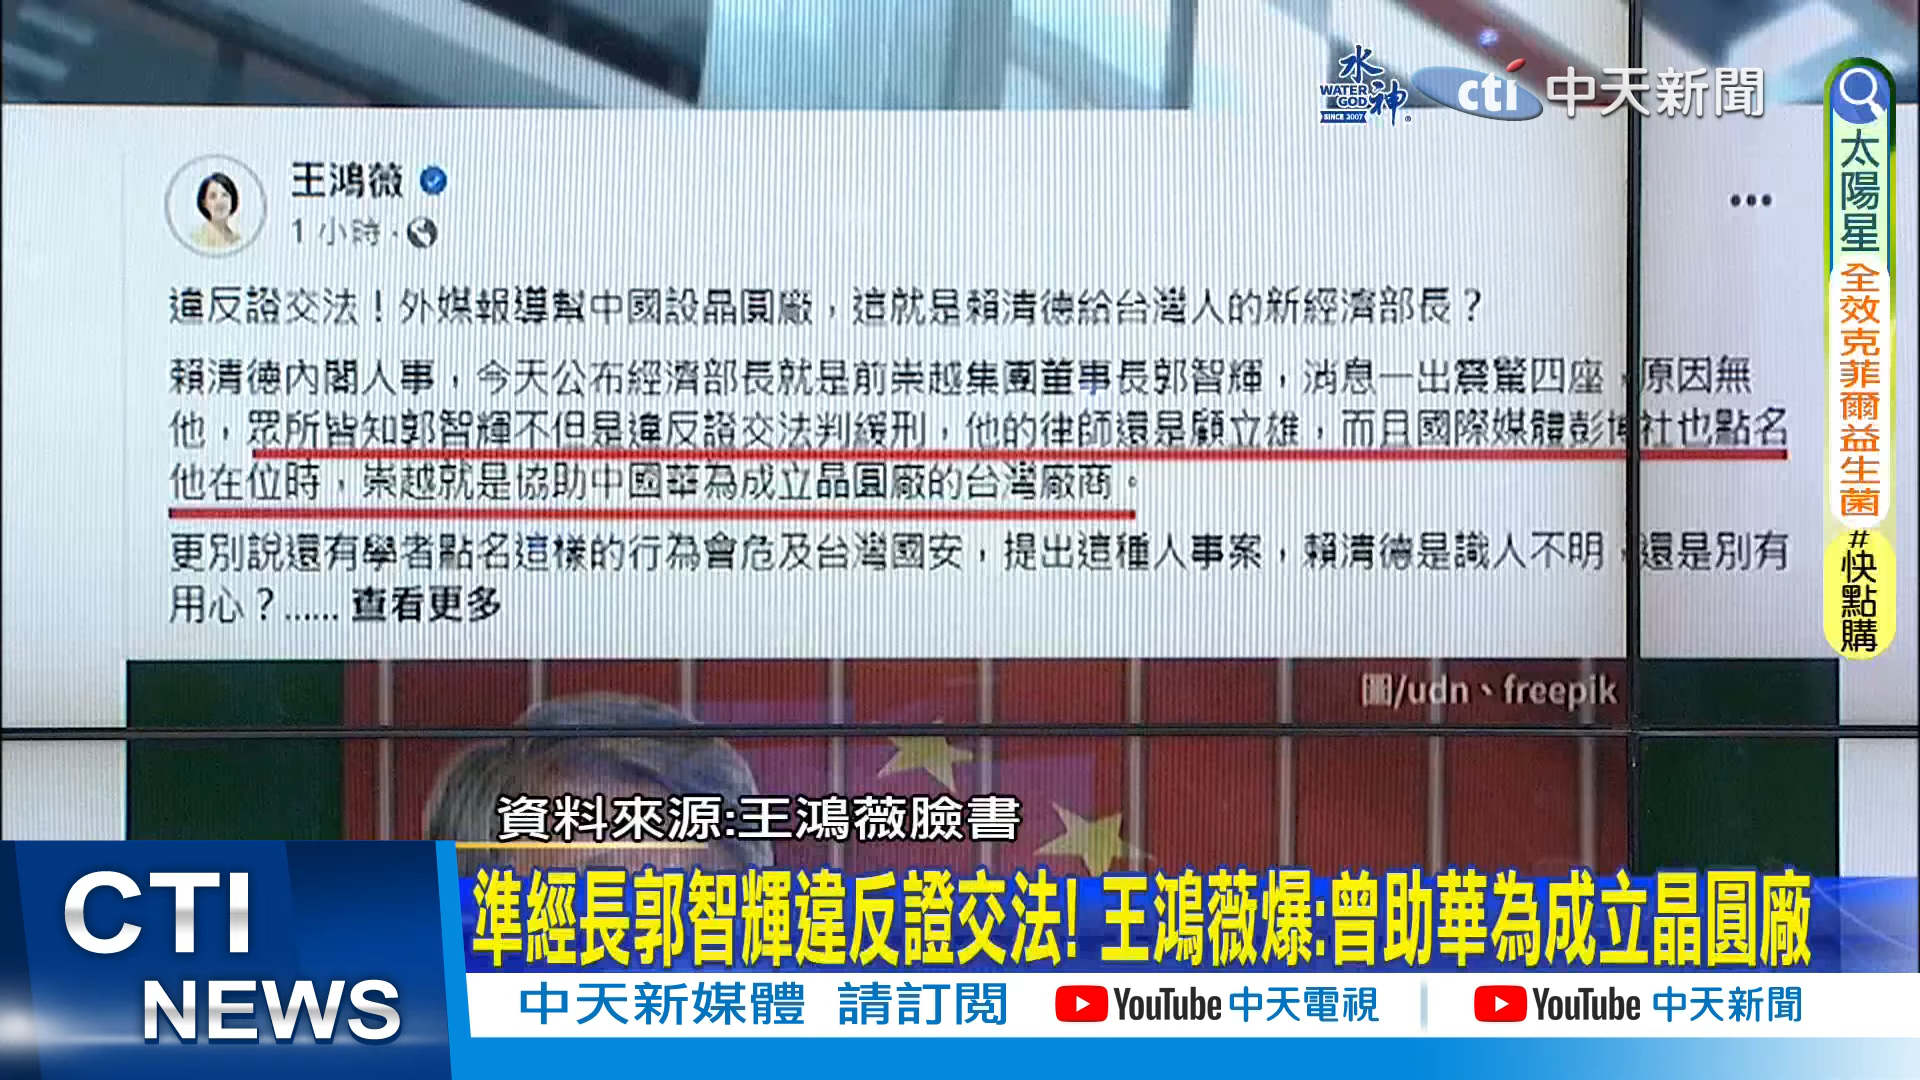 水神
WATER GOD
SINCE 2007
cti 中天新聞
太陽星 全效克菲爾益生菌 #快點購
王鴻薇
1 小時
違反證交法！外媒報導幫中國設晶圓廠，這就是賴清德給台灣人的新經濟部長？
賴清德內閣人事，今天公布經濟部長就是前崇越集團董事長郭智輝，消息一出震驚四座，原因無
他，眾所皆知郭智輝不但是違反證交法判緩刑，他的律師還是顧立雄，而且國際媒體彭博社也點名
他在位時，崇越就是協助中國華為成立晶圓廠的台灣廠商。
更別說還有學者點名這樣的行為會危及台灣國安，提出這種人事案，賴清德是識人不明，還是別有
用心？...... 查看更多
圖/udn、freepik
資料來源:王鴻薇臉書
準經長郭智輝違反證交法! 王鴻薇爆:曾助華為成立晶圓廠
CTI NEWS
中天新媒體 請訂閱 YouTube 中天電視 | YouTube 中天新聞